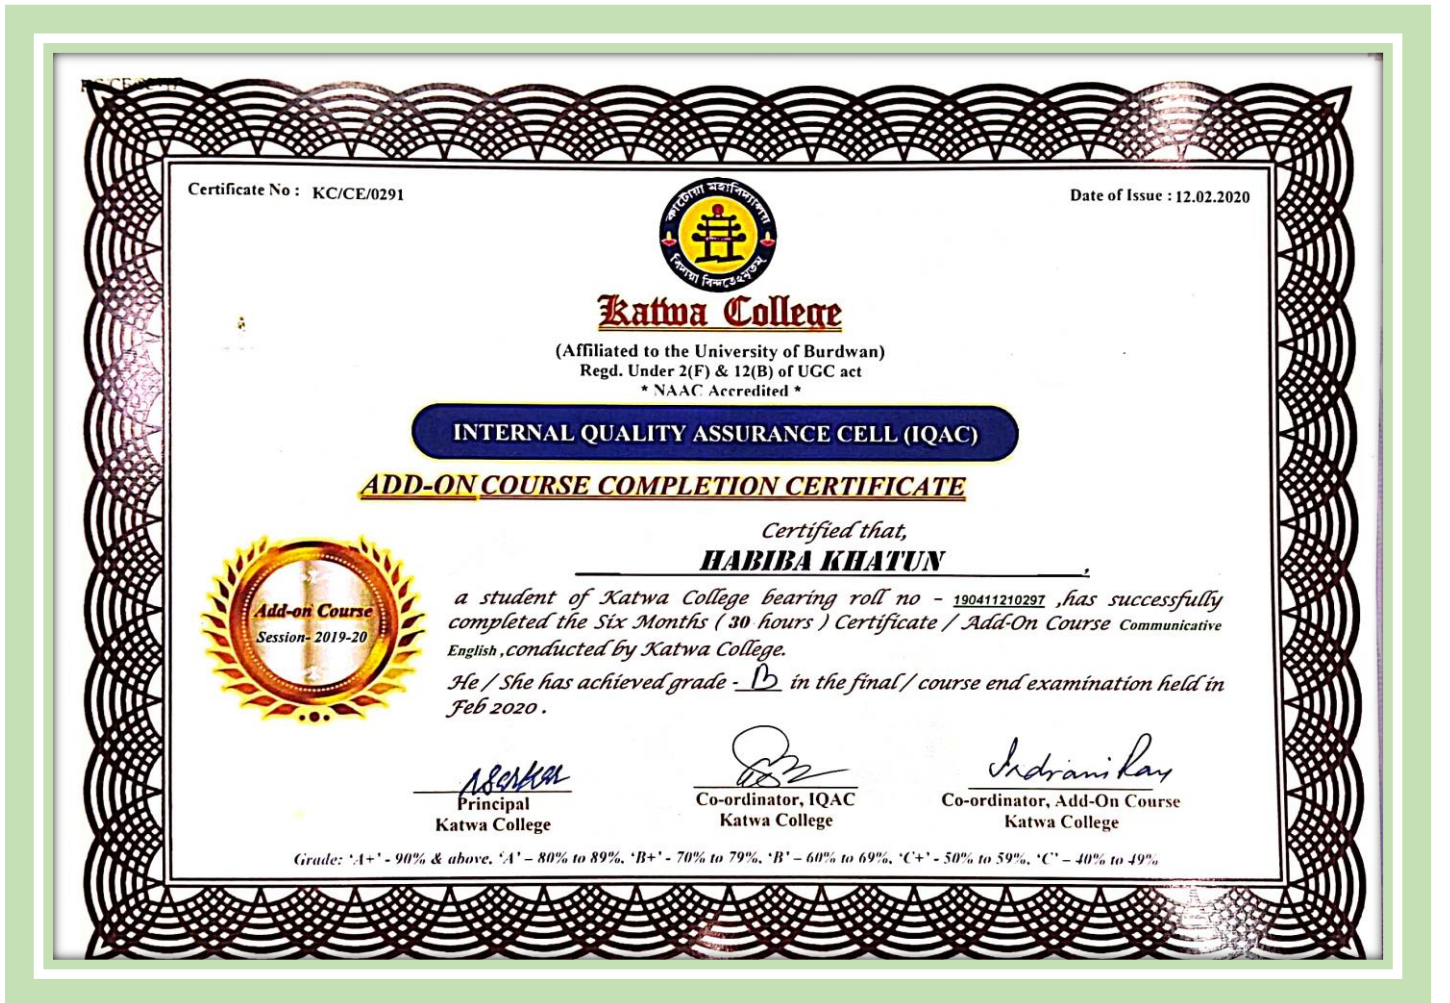 Certificate No : KC/CE/0291
Date of Issue : 12.02.2020
কাটোয়া মহাবিদ্যালয়
Katwa College
(Affiliated to the University of Burdwan)
Regd. Under 2(F) & 12(B) of UGC act
* NAAC Accredited *
INTERNAL QUALITY ASSURANCE CELL (IQAC)
ADD-ON COURSE COMPLETION CERTIFICATE
Certified that,
HABIBA KHATUN ,
Add-on Course
Session- 2019-20
a student of Katwa College bearing roll no - 190411210297 ,has successfully
completed the Six Months ( 30 hours ) Certificate / Add-On Course Communicative
English ,conducted by Katwa College.
He / She has achieved grade - B in the final / course end examination held in
Feb 2020 .
Indrani Ray
Principal
Katwa College
Co-ordinator, IQAC
Katwa College
Co-ordinator, Add-On Course
Katwa College
Grade: 'A+' - 90% & above, 'A' – 80% to 89%, 'B+' - 70% to 79%, 'B' – 60% to 69%, 'C+' - 50% to 59%, 'C' – 40% to 49%